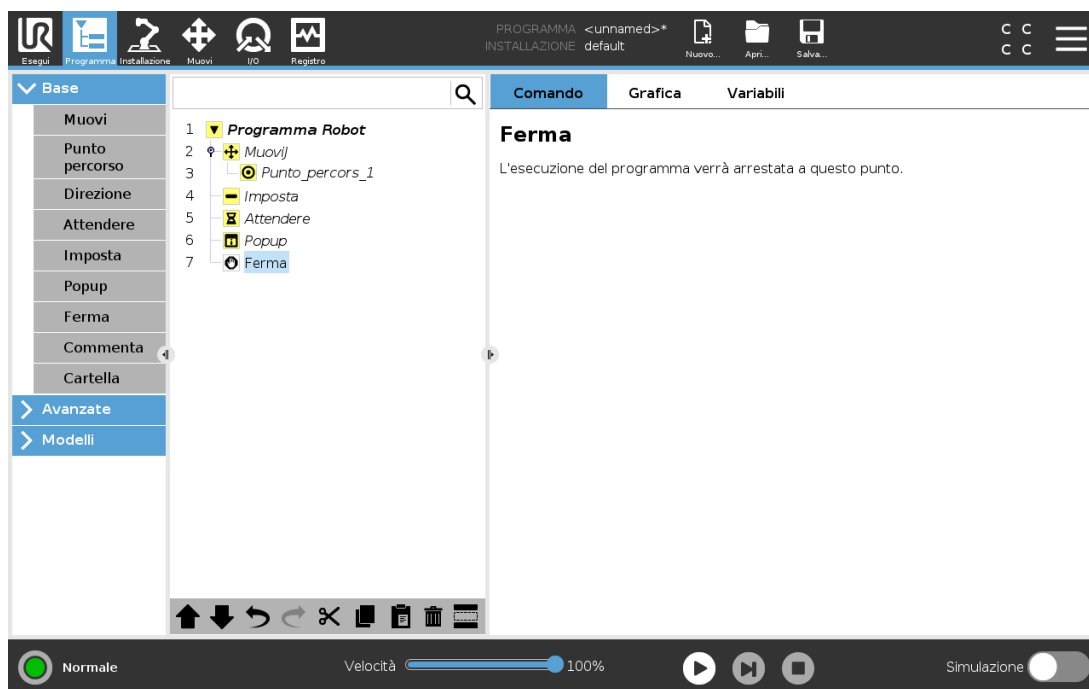 UR
Esegui
Programma
Installazione
Muovi
I/O
Registro
PROGRAMMA <unnamed>*
INSTALLAZIONE default
Nuovo...
Apri...
Salva...
C C
C C
Base
Muovi
Punto percorso
Direzione
Attendere
Imposta
Popup
Ferma
Commenta
Cartella
Avanzate
Modelli
1 Programma Robot
2 MuoviJ
3 Punto_percors_1
4 Imposta
5 Attendere
6 Popup
7 Ferma
Comando
Grafica
Variabili
Ferma
L'esecuzione del programma verrà arrestata a questo punto.
Normale
Velocità
100%
Simulazione